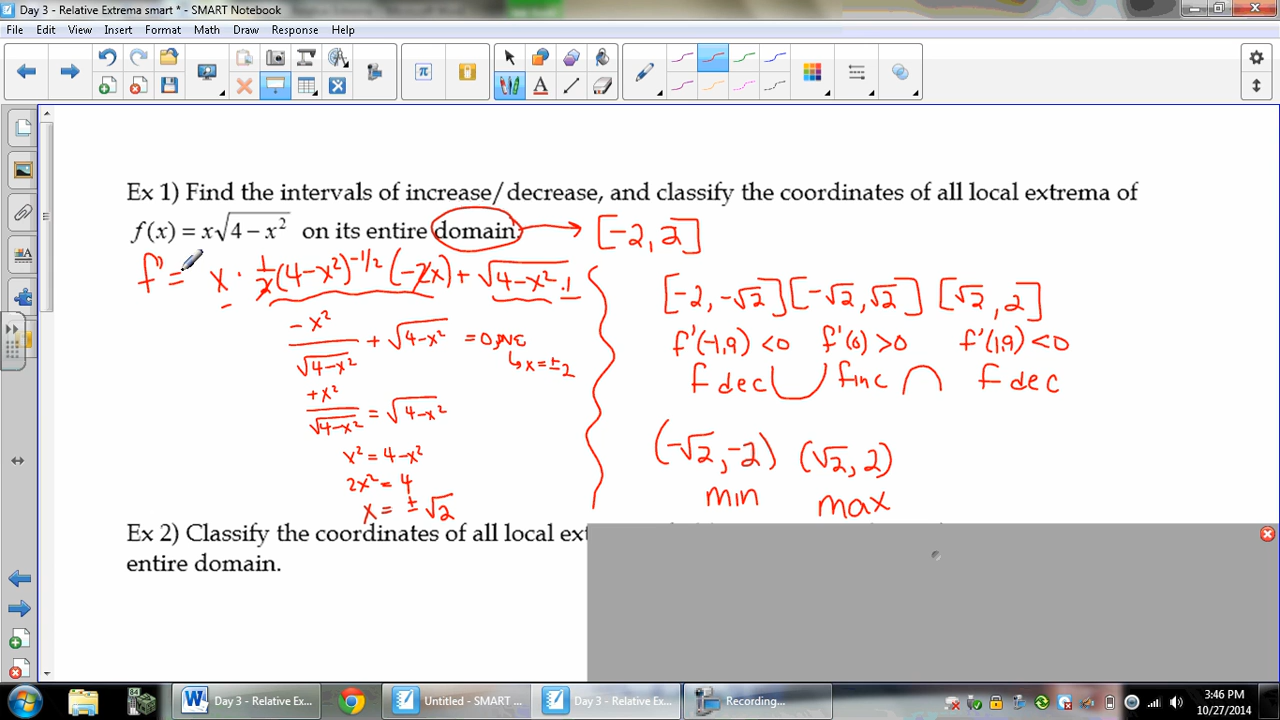 Day 3 - Relative Extrema smart * - SMART Notebook
File Edit View Insert Format Math Draw Response Help
Ex 1) Find the intervals of increase/decrease, and classify the coordinates of all local extrema of
f(x) = x√(4 − x²) on its entire domain. → [-2, 2]
f' = x · 1/2 (4−x²)^(-1/2) (−2x) + √(4−x²) · 1
−x²/√(4−x²) + √(4−x²) = 0, DNE
↳ x = ±2
+x²/√(4−x²) = √(4−x²)
x² = 4−x²
2x² = 4
x = ±√2
[-2, -√2] [-√2, √2] [√2, 2]
f'(-1.9) < 0 f'(0) > 0 f'(1.9) < 0
f dec f inc f dec
(-√2, -2) (√2, 2)
min max
Ex 2) Classify the coordinates of all local ext
entire domain.
Day 3 - Relative Ex...
Untitled - SMART ...
Day 3 - Relative Ex...
Recording...
3:46 PM
10/27/2014